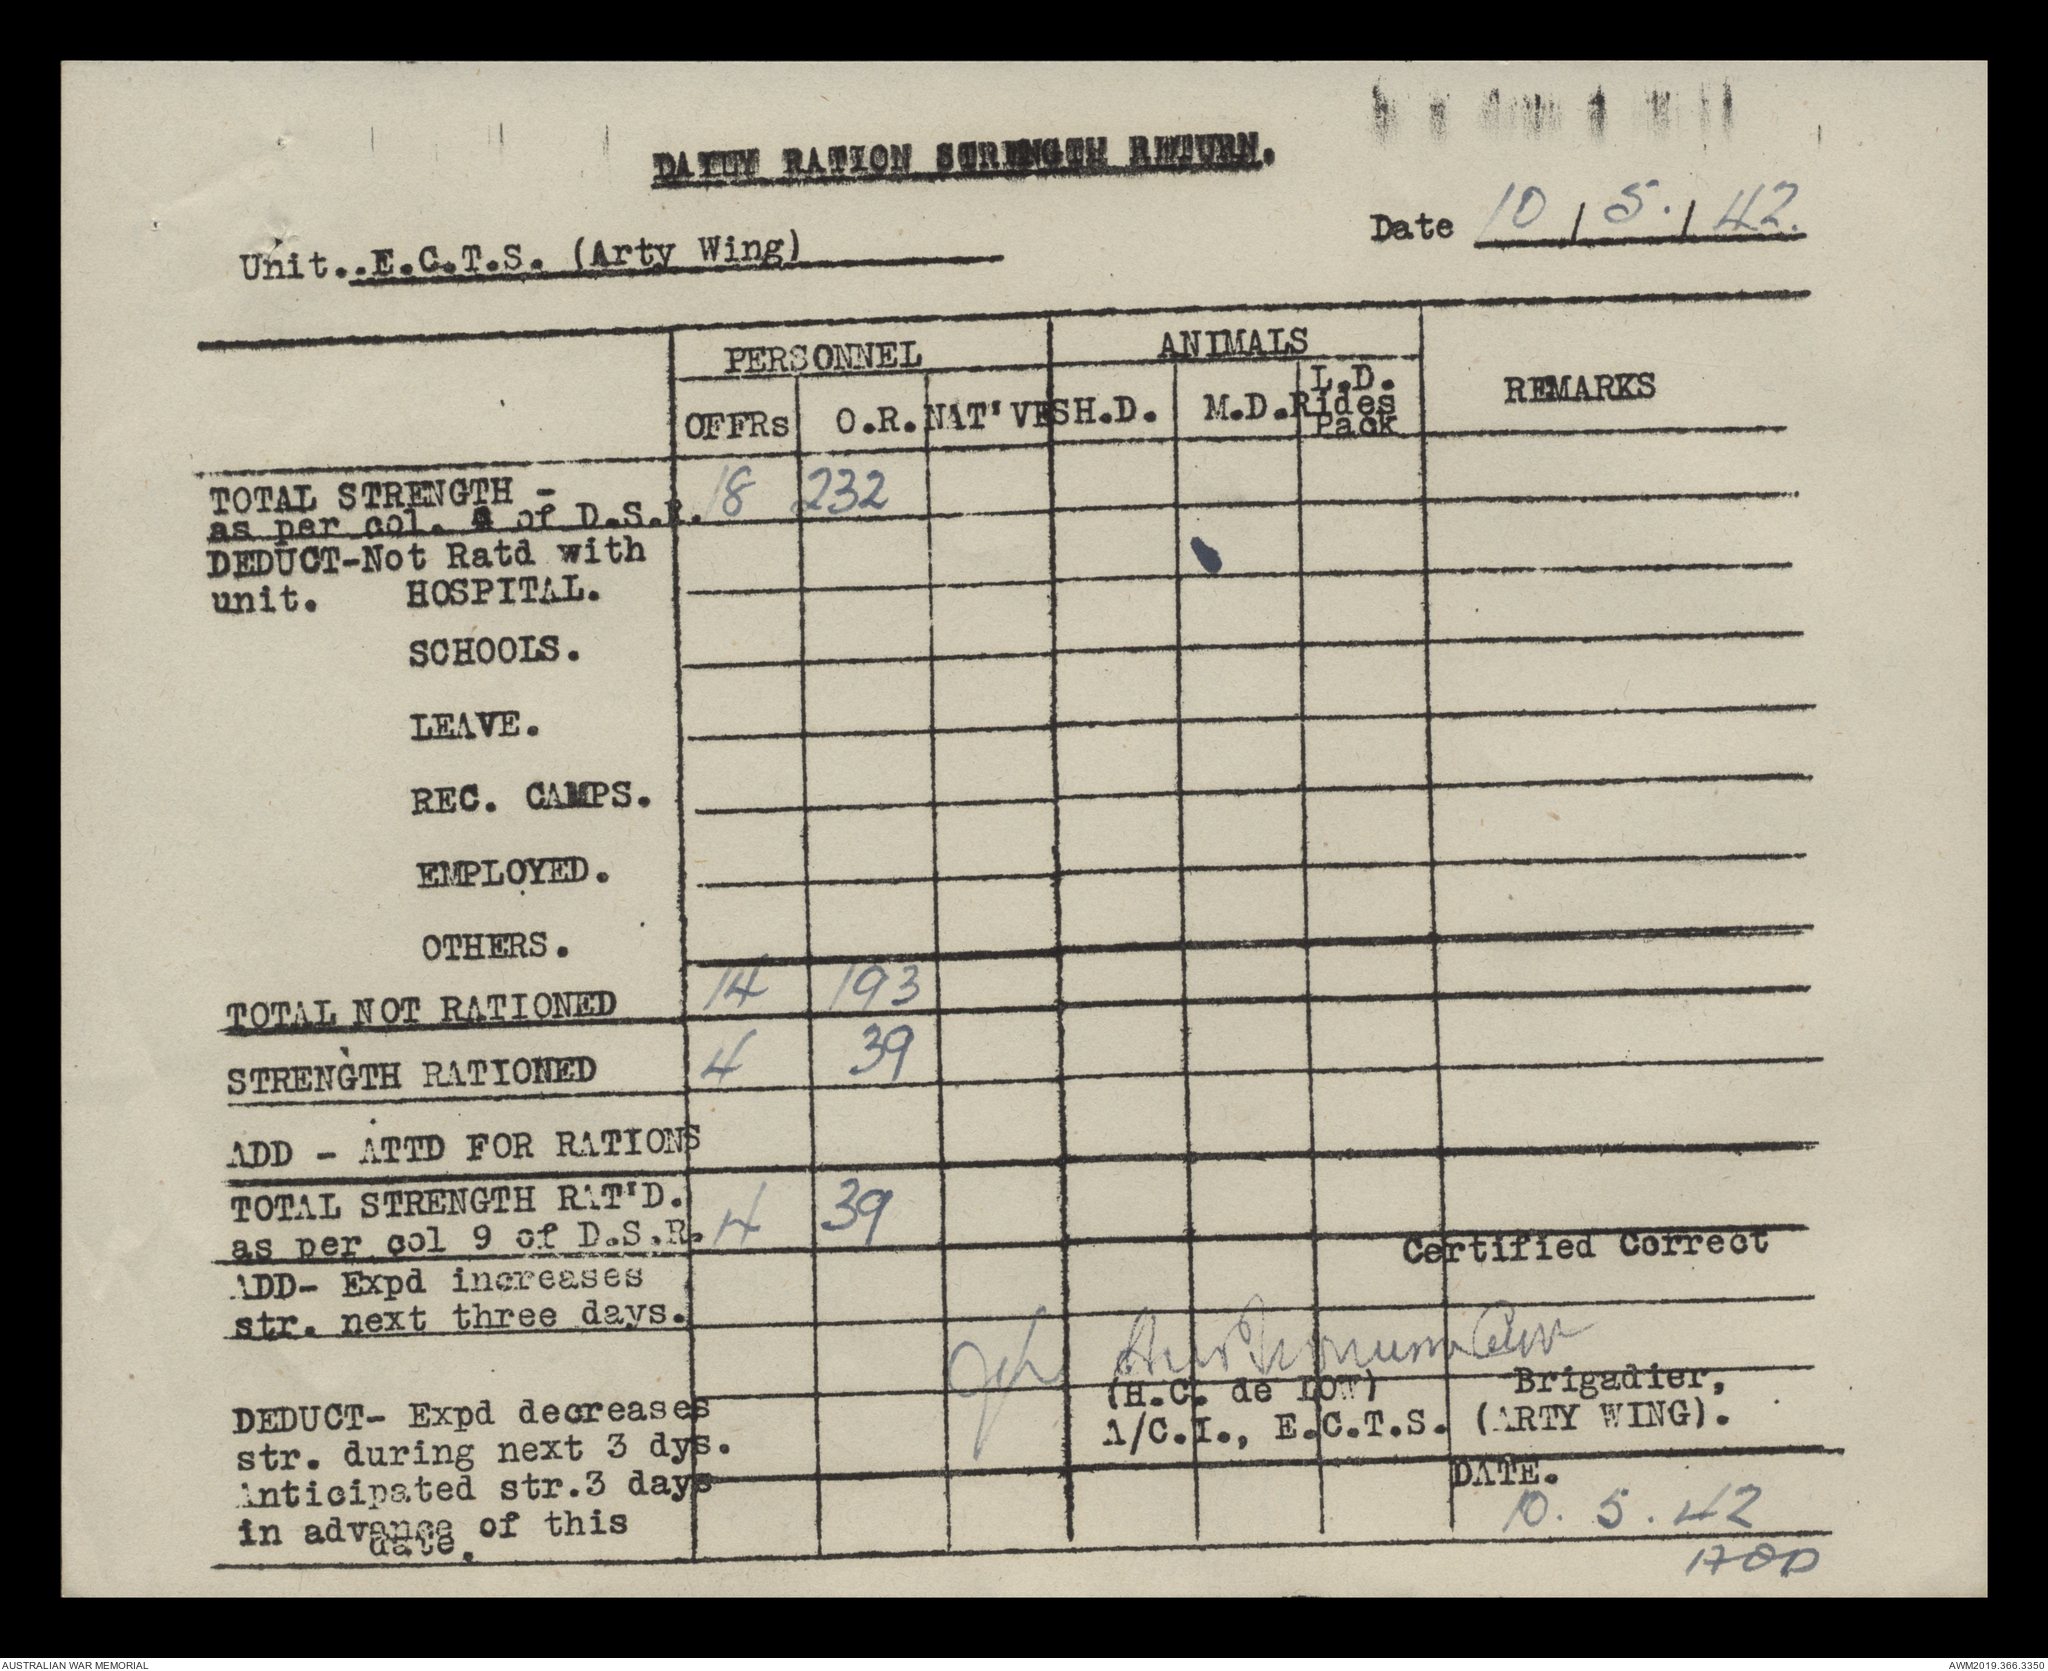 DAILY RATION STRENGTH RETURN.
Date 10/5./42.
Unit..E.C.T.S. (Arty Wing)
PERSONNEL ANIMALS
OFFRs O.R. NAT'VES H.D. M.D. L.D. Rides Pack REMARKS
TOTAL STRENGTH - 18 232
as per col. of D.S.R.
DEDUCT-Not Ratd with
unit. HOSPITAL.
SCHOOLS.
LEAVE.
REC. CAMPS.
EMPLOYED.
OTHERS.
TOTAL NOT RATIONED 14 193
STRENGTH RATIONED 4 39
ADD - ATTD FOR RATIONS
TOTAL STRENGTH RAT'D. 4 39
as per col 9 of D.S.R.
Certified Correct
ADD- Expd increases
str. next three days.
(H.C. de LOW) Brigadier,
A/C.I., E.C.T.S. (ARTY WING).
DEDUCT- Expd decreases
str. during next 3 dys.
Anticipated str.3 days
in advance of this
date.
DATE.
10. 5. 42
AUSTRALIAN WAR MEMORIAL
AWM2019.366.3350